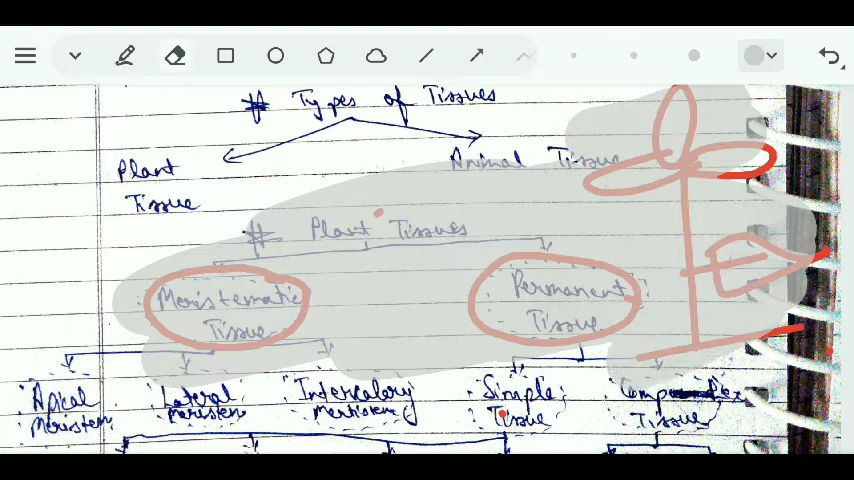 # Types of Tissues
Plant
Tissue
Animal Tissue
# Plant Tissues
Meristematic
Tissue
Permanent
Tissue
Apical
Meristem
Lateral
Meristem
Intercalary
Meristem
Simple
Tissue
Complex
Tissue